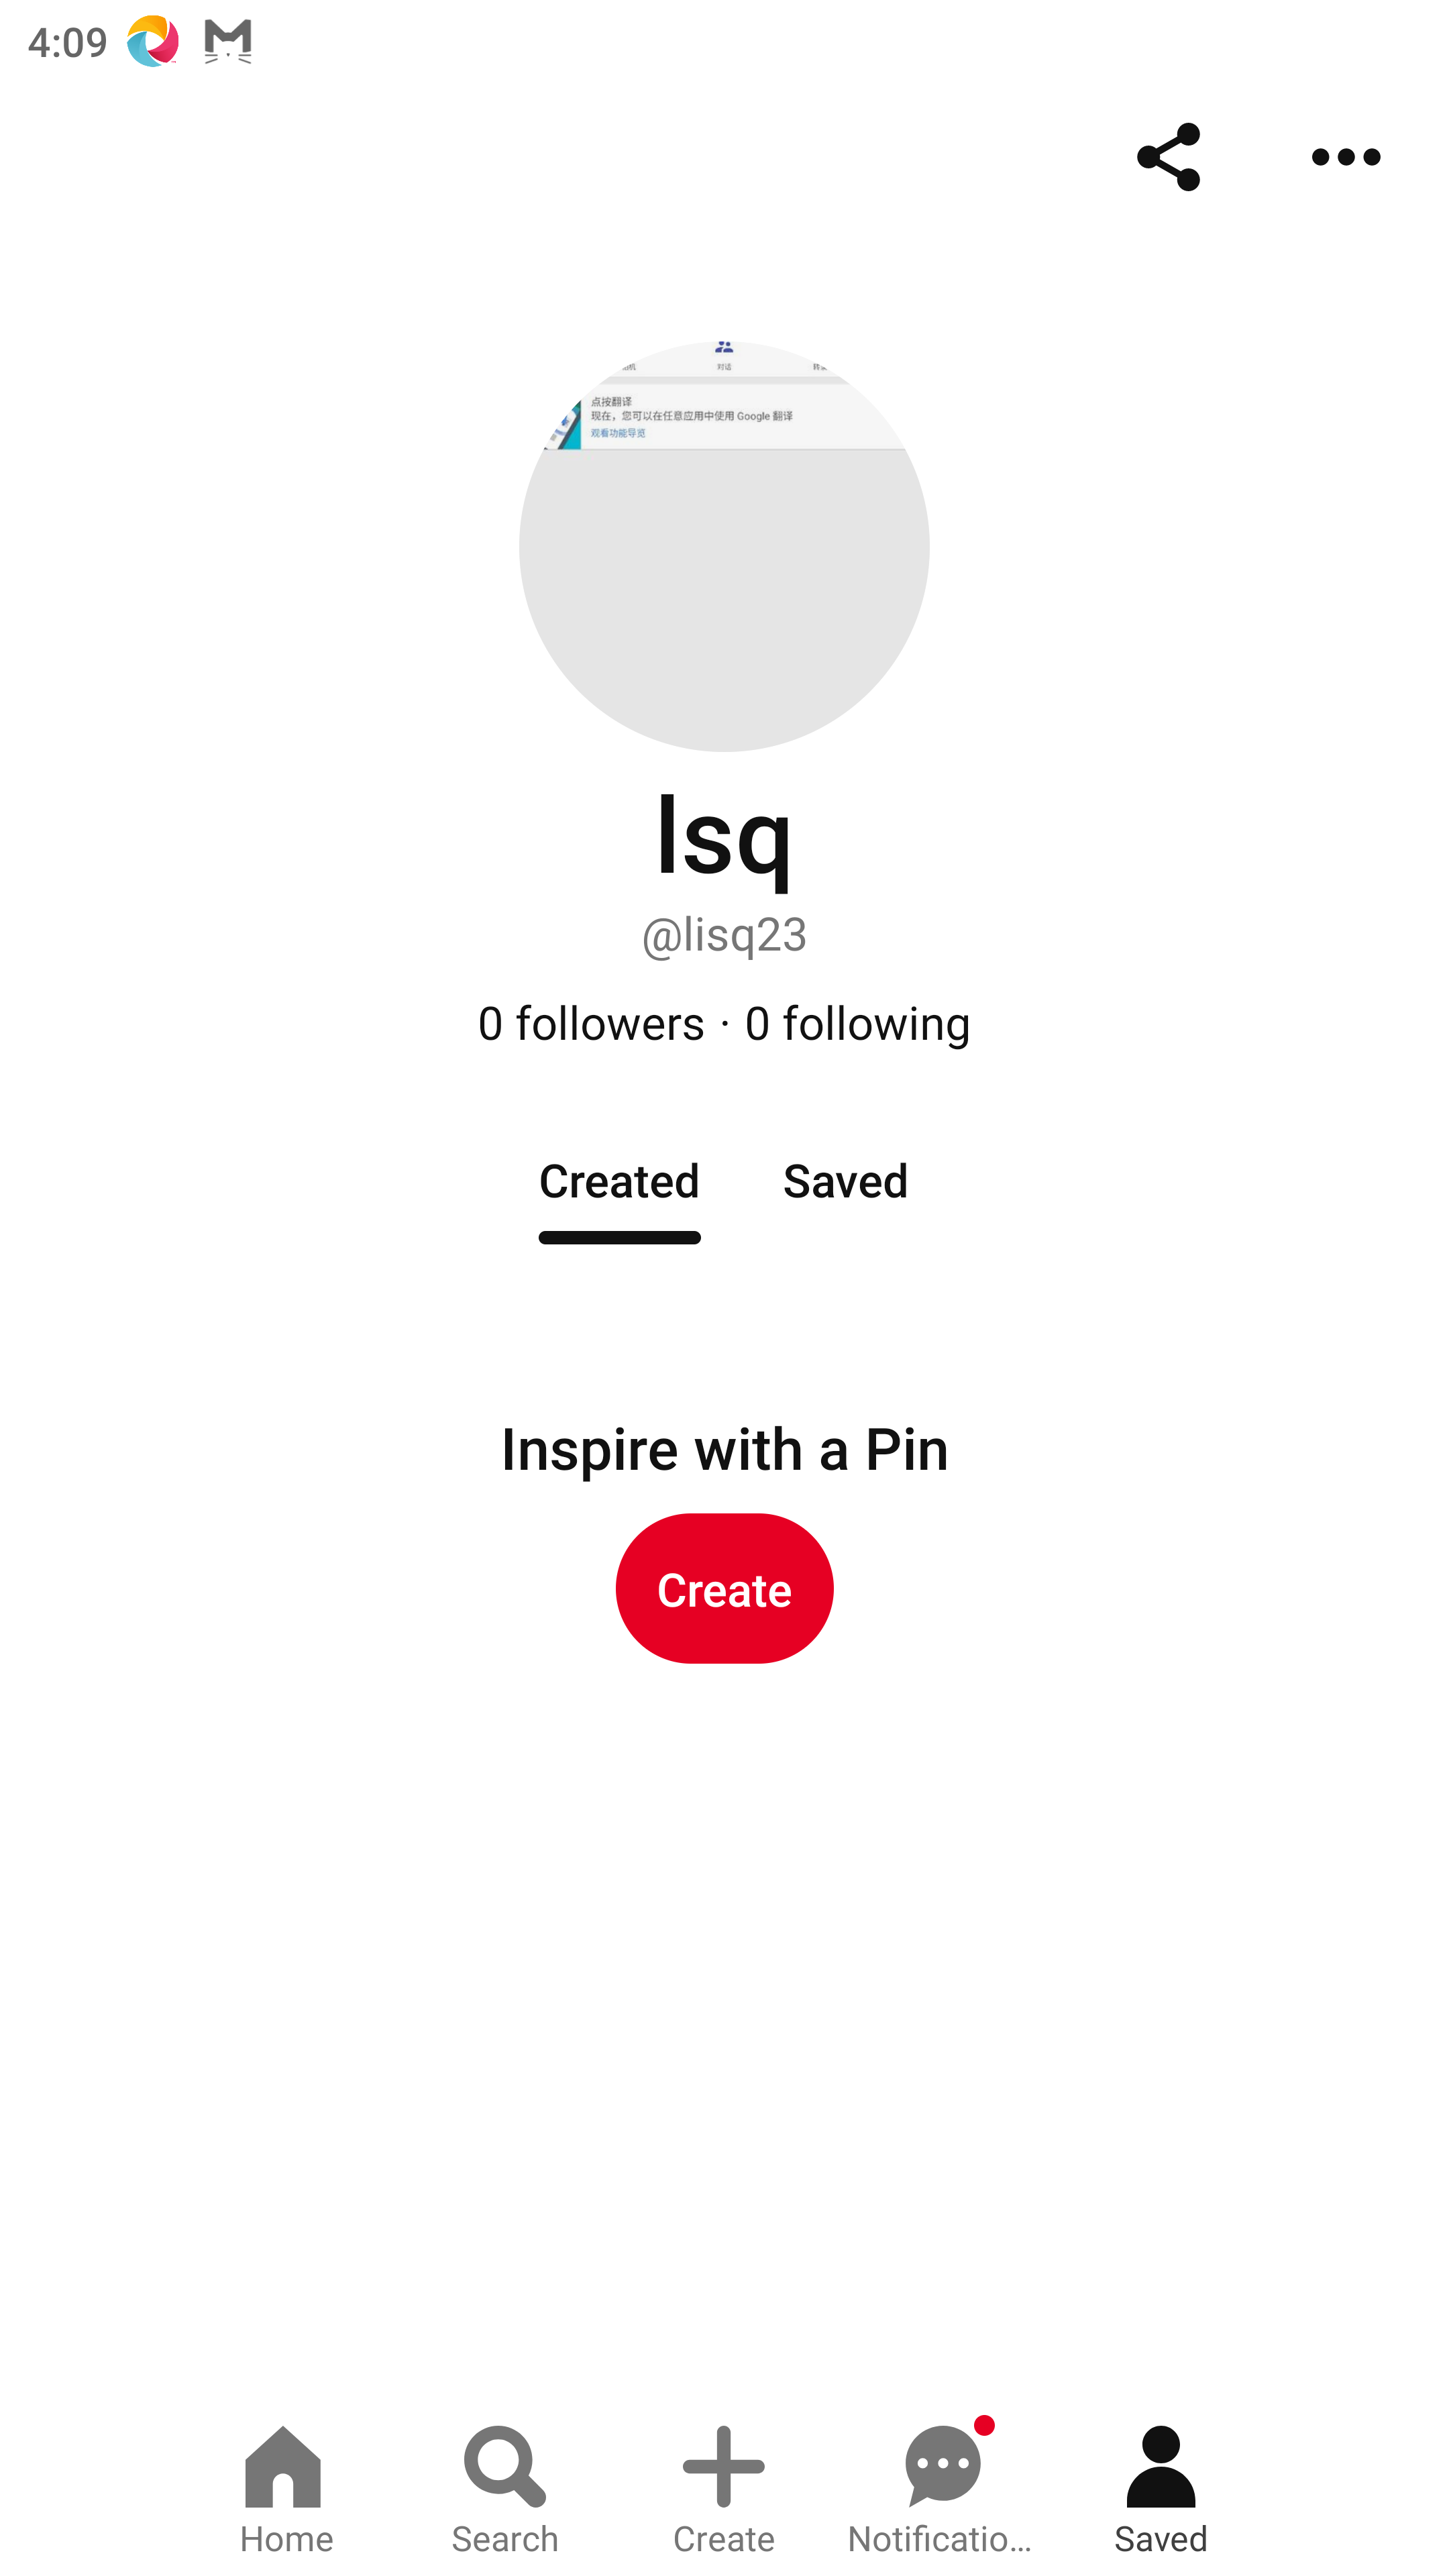 4:09
对话
点按翻译
现在，您可以在任意应用中使用 Google 翻译
观看功能导览
lsq
@lisq23
0 followers · 0 following
Created
Saved
Inspire with a Pin
Create
Home
Search
Create
Notificatio...
Saved